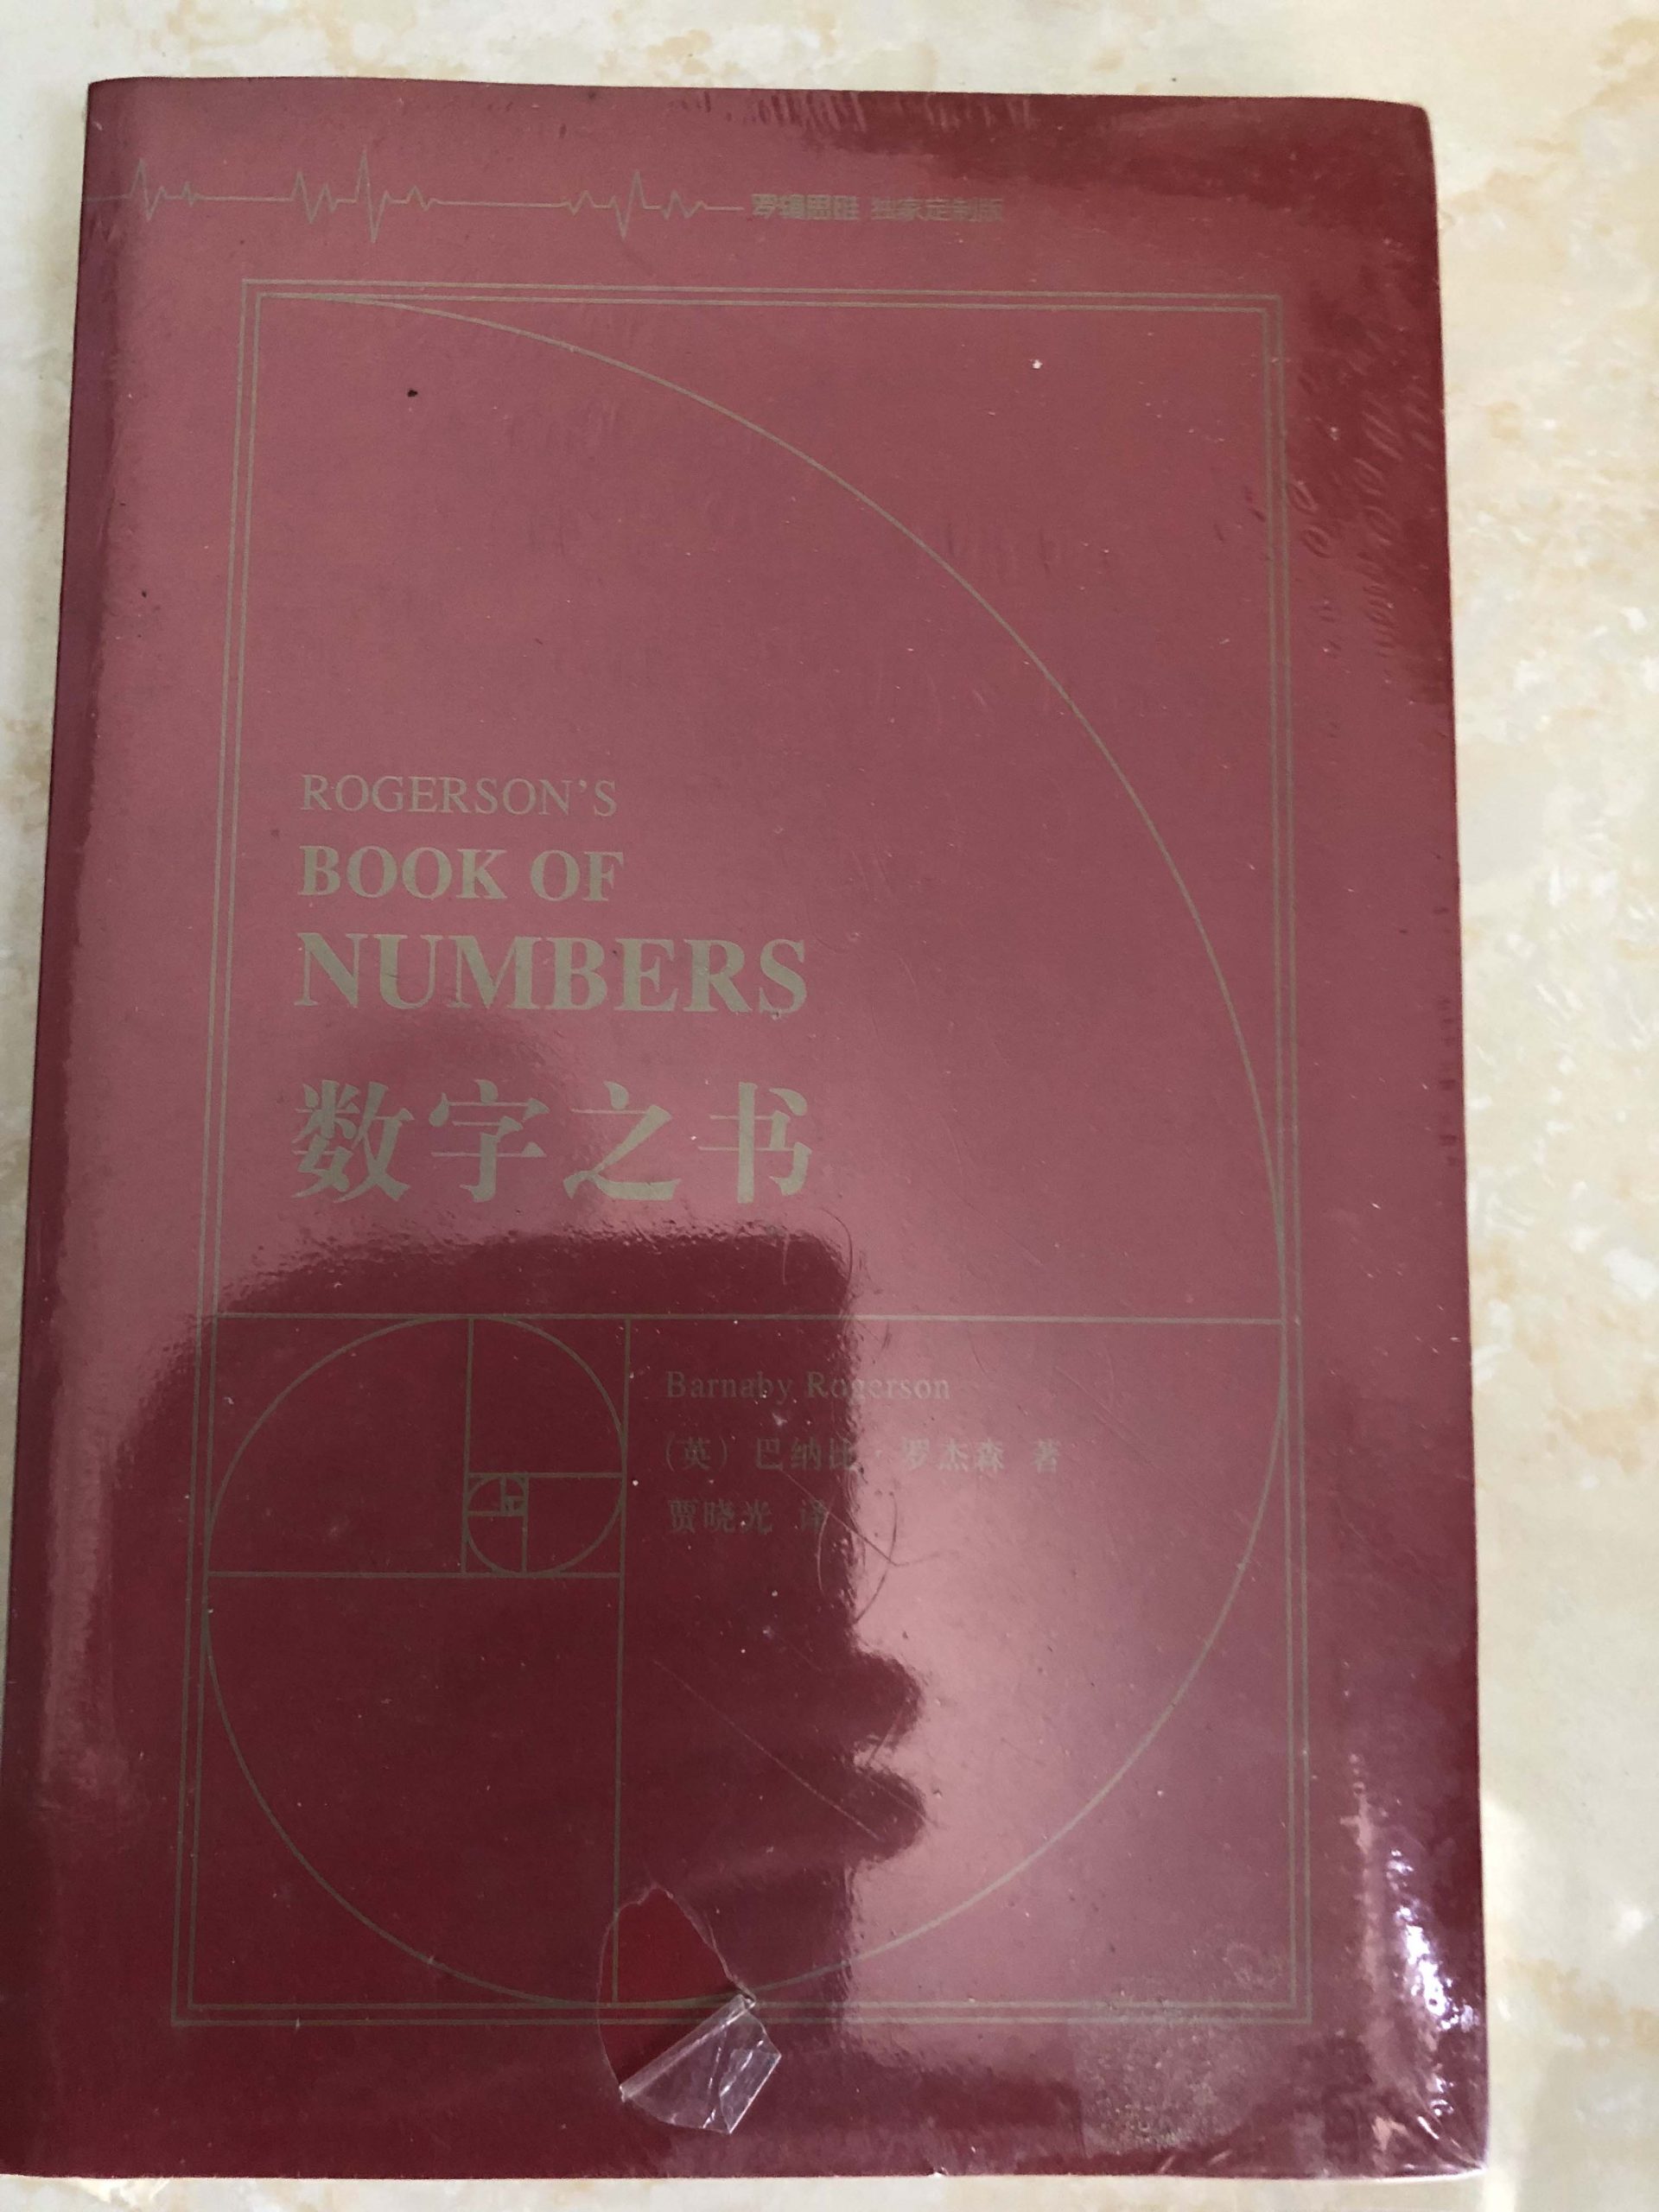 罗辑思维 独家定制版
ROGERSON'S
BOOK OF
NUMBERS
数字之书
Barnaby Rogerson
(英) 巴纳比·罗杰森 著
贾晓光 译